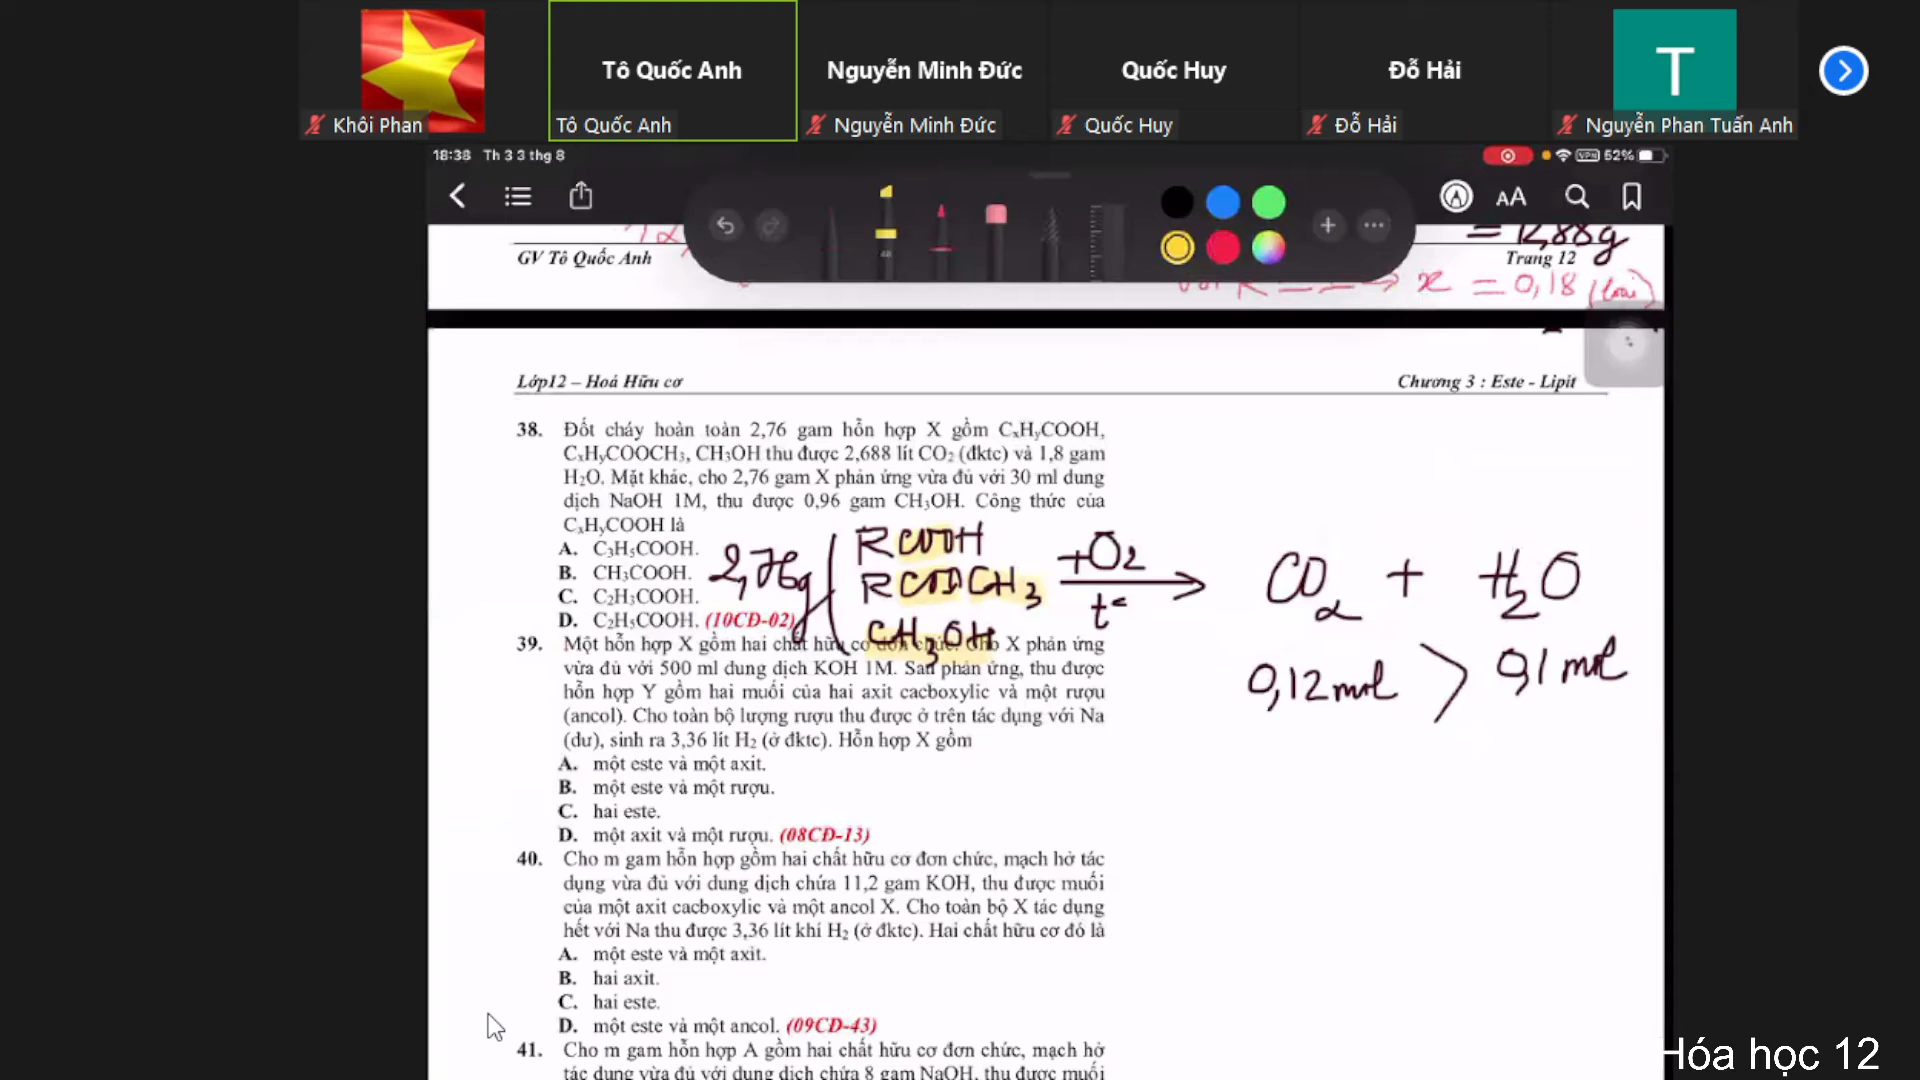 Tô Quốc Anh
Nguyễn Minh Đức
Quốc Huy
Đỗ Hải
T
Khôi Phan
Tô Quốc Anh
Nguyễn Minh Đức
Quốc Huy
Đỗ Hải
Nguyễn Phan Tuấn Anh
18:38 Th 3 3 thg 8
VPN 52%
AA
= 12,88g
GV Tô Quốc Anh
Trang 12
x = 0,18 (loại)
Lớp12 – Hoá Hữu cơ
Chương 3 : Este - Lipit
38. Đốt cháy hoàn toàn 2,76 gam hỗn hợp X gồm CxHyCOOH,
CxHyCOOCH₃, CH₃OH thu được 2,688 lít CO₂ (đktc) và 1,8 gam
H₂O. Mặt khác, cho 2,76 gam X phản ứng vừa đủ với 30 ml dung
dịch NaOH 1M, thu được 0,96 gam CH₃OH. Công thức của
CxHyCOOH là
A. C₃H₅COOH.
B. CH₃COOH.
C. C₂H₃COOH.
D. C₂H₅COOH. (10CĐ-02)
2,76g
RCOOH
RCOOCH₃
CH₃OH
+O₂
t°
CO₂ + H₂O
0,12mol > 0,1 mol
39. Một hỗn hợp X gồm hai chất hữu cơ đơn chức. Cho X phản ứng
vừa đủ với 500 ml dung dịch KOH 1M. Sau phản ứng, thu được
hỗn hợp Y gồm hai muối của hai axit cacboxylic và một rượu
(ancol). Cho toàn bộ lượng rượu thu được ở trên tác dụng với Na
(dư), sinh ra 3,36 lít H₂ (ở đktc). Hỗn hợp X gồm
A. một este và một axit.
B. một este và một rượu.
C. hai este.
D. một axit và một rượu. (08CĐ-13)
40. Cho m gam hỗn hợp gồm hai chất hữu cơ đơn chức, mạch hở tác
dụng vừa đủ với dung dịch chứa 11,2 gam KOH, thu được muối
của một axit cacboxylic và một ancol X. Cho toàn bộ X tác dụng
hết với Na thu được 3,36 lít khí H₂ (ở đktc). Hai chất hữu cơ đó là
A. một este và một axit.
B. hai axit.
C. hai este.
D. một este và một ancol. (09CĐ-43)
41. Cho m gam hỗn hợp A gồm hai chất hữu cơ đơn chức, mạch hở
tác dụng vừa đủ với dung dịch chứa 8 gam NaOH, thu được muối
Hóa học 12